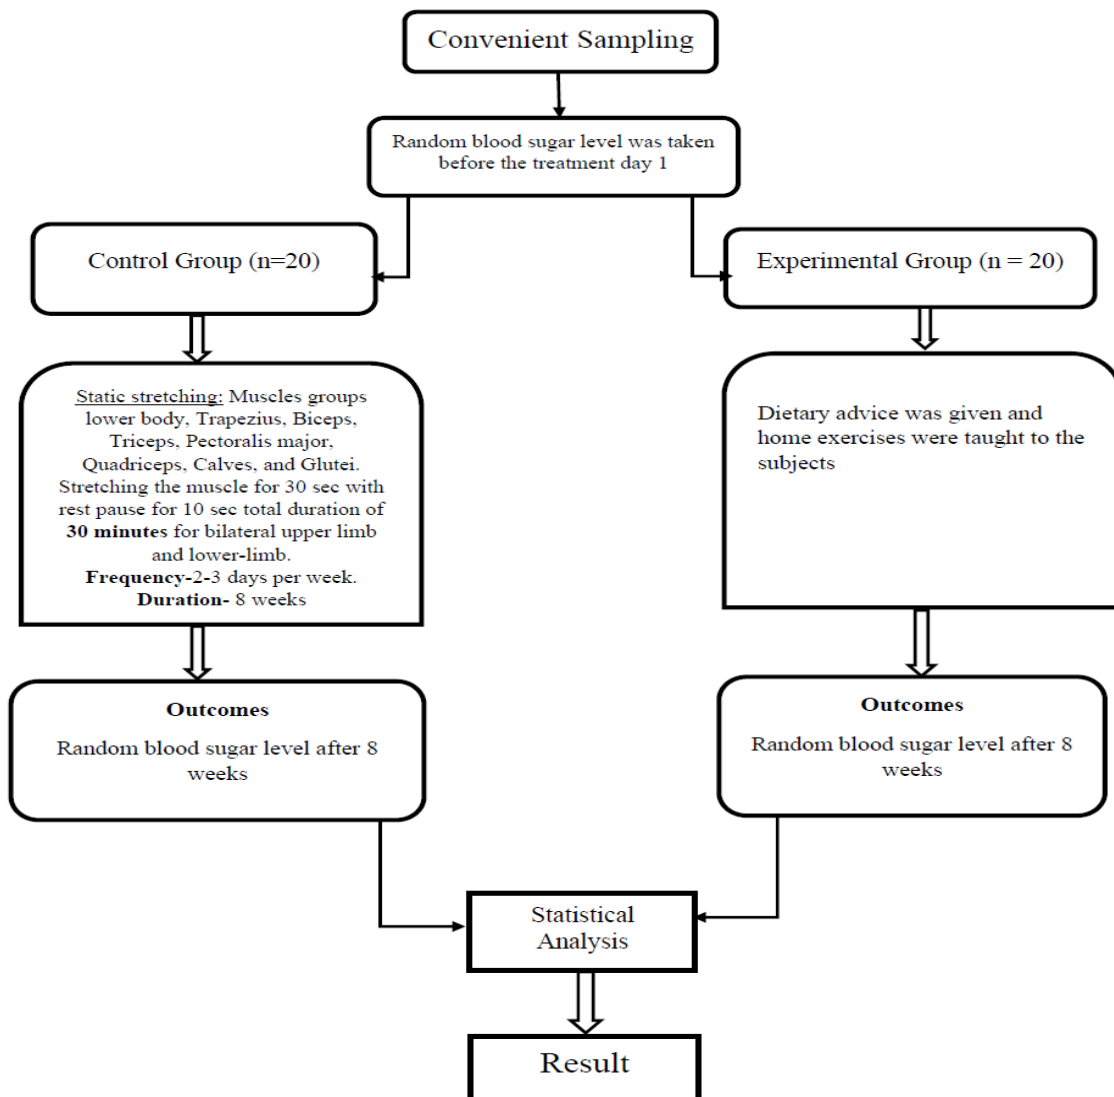 Convenient Sampling
Random blood sugar level was taken
before the treatment day 1
Control Group (n=20)
Experimental Group (n = 20)
Static stretching: Muscles groups
lower body, Trapezius, Biceps,
Triceps, Pectoralis major,
Quadriceps, Calves, and Glutei.
Stretching the muscle for 30 sec with
rest pause for 10 sec total duration of
30 minutes for bilateral upper limb
and lower-limb.
Frequency-2-3 days per week.
Duration- 8 weeks
Dietary advice was given and
home exercises were taught to the
subjects
Outcomes
Random blood sugar level after 8
weeks
Outcomes
Random blood sugar level after 8
weeks
Statistical
Analysis
Result